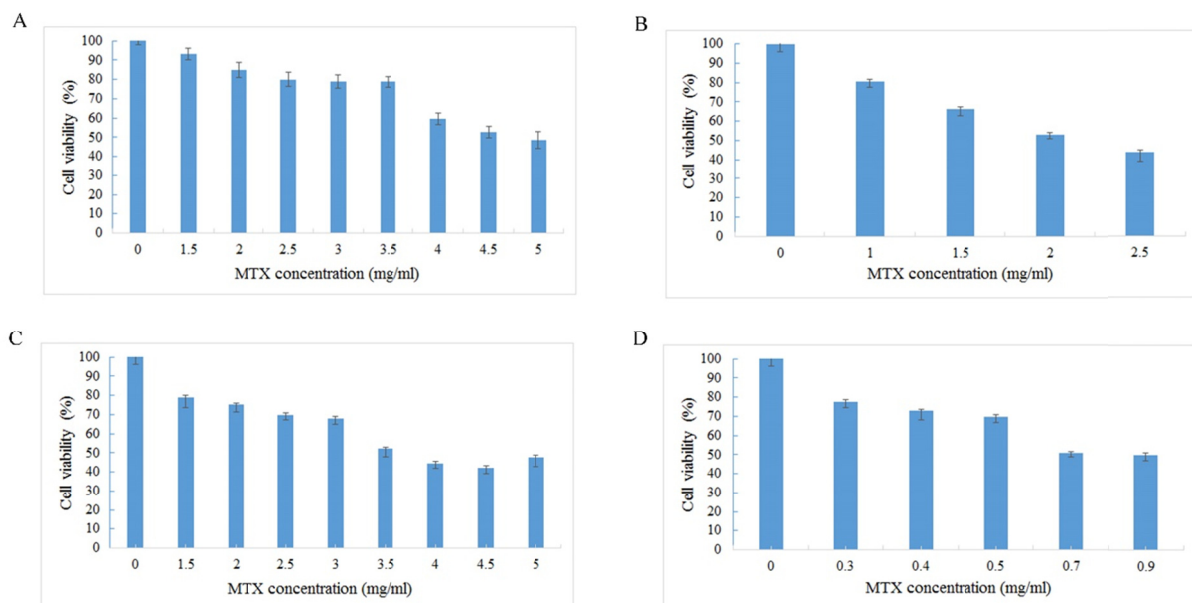 A
Cell viability (%)
100
90
80
70
60
50
40
30
20
10
0
0 1.5 2 2.5 3 3.5 4 4.5 5
MTX concentration (mg/ml)
B
Cell viability (%)
100
90
80
70
60
50
40
30
20
10
0
0 1 1.5 2 2.5
MTX concentration (mg/ml)
C
Cell viability (%)
100
90
80
70
60
50
40
30
20
10
0
0 1.5 2 2.5 3 3.5 4 4.5 5
MTX concentration (mg/ml)
D
Cell viability (%)
100
90
80
70
60
50
40
30
20
10
0
0 0.3 0.4 0.5 0.7 0.9
MTX concentration (mg/ml)